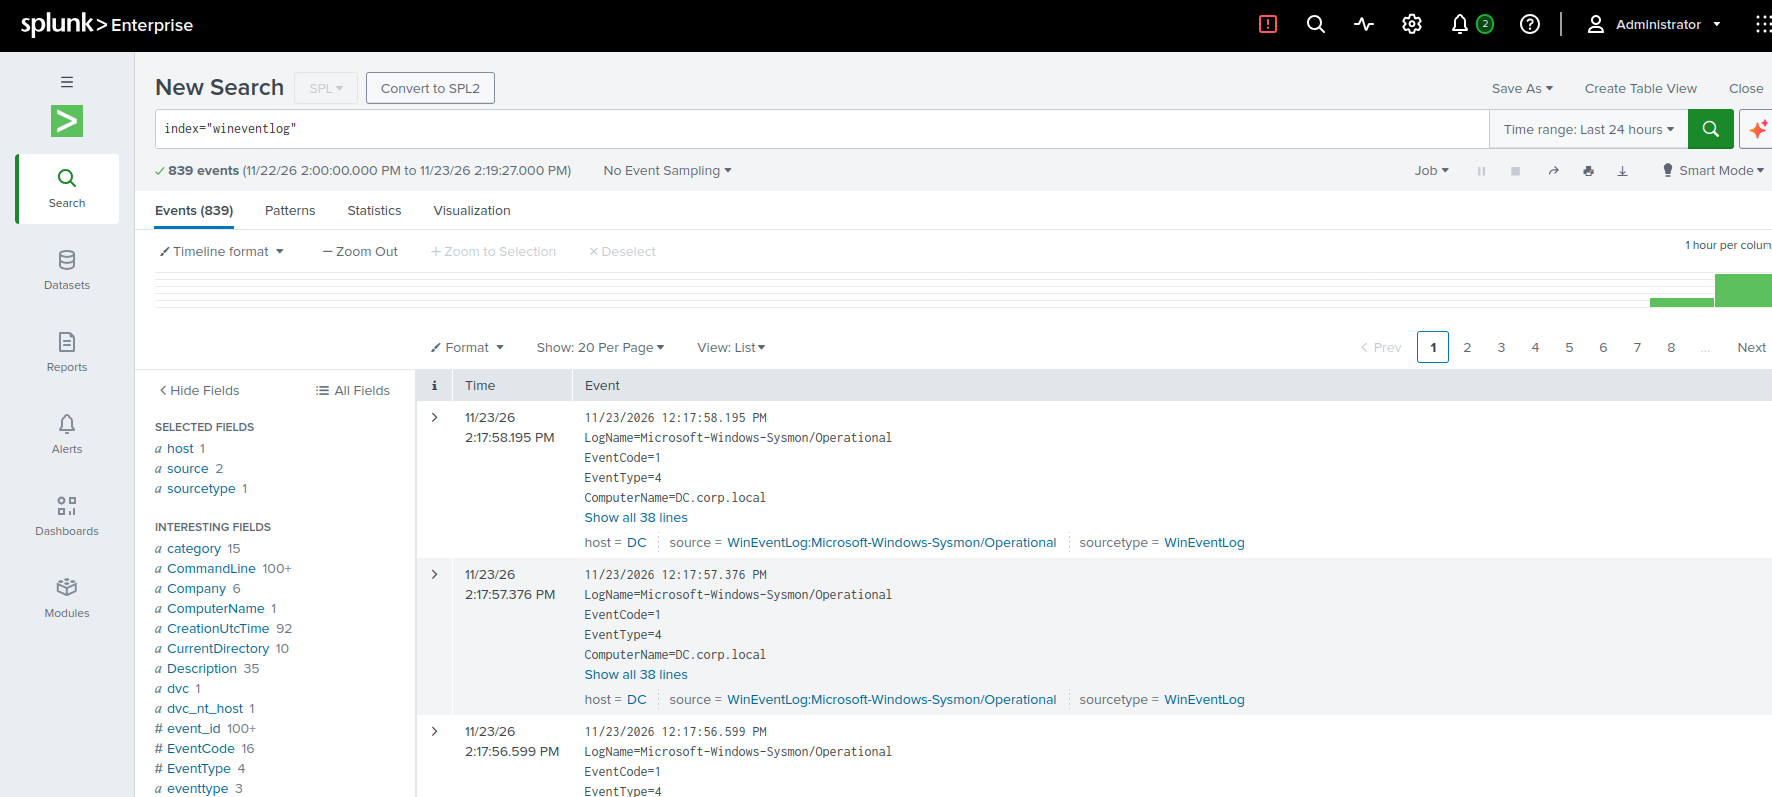 splunk> Enterprise
2
Administrator
New Search
SPL
Convert to SPL2
Save As
Create Table View
Close
index="wineventlog"
Time range: Last 24 hours
839 events (11/22/26 2:00:00.000 PM to 11/23/26 2:19:27.000 PM)
No Event Sampling
Job
Smart Mode
Search
Datasets
Reports
Alerts
Dashboards
Modules
Events (839)
Patterns
Statistics
Visualization
Timeline format
— Zoom Out
+ Zoom to Selection
× Deselect
1 hour per colum
Format
Show: 20 Per Page
View: List
< Prev
1
2
3
4
5
6
7
8
...
Next
< Hide Fields
All Fields
SELECTED FIELDS
a host 1
a source 2
a sourcetype 1
INTERESTING FIELDS
a category 15
a CommandLine 100+
a Company 6
a ComputerName 1
a CreationUtcTime 92
a CurrentDirectory 10
a Description 35
a dvc 1
a dvc_nt_host 1
# event_id 100+
# EventCode 16
# EventType 4
a eventtype 3
i
Time
Event
11/23/26
2:17:58.195 PM
11/23/2026 12:17:58.195 PM
LogName=Microsoft-Windows-Sysmon/Operational
EventCode=1
EventType=4
ComputerName=DC.corp.local
Show all 38 lines
host = DC
source = WinEventLog:Microsoft-Windows-Sysmon/Operational
sourcetype = WinEventLog
11/23/26
2:17:57.376 PM
11/23/2026 12:17:57.376 PM
LogName=Microsoft-Windows-Sysmon/Operational
EventCode=1
EventType=4
ComputerName=DC.corp.local
Show all 38 lines
host = DC
source = WinEventLog:Microsoft-Windows-Sysmon/Operational
sourcetype = WinEventLog
11/23/26
2:17:56.599 PM
11/23/2026 12:17:56.599 PM
LogName=Microsoft-Windows-Sysmon/Operational
EventCode=1
EventType=4